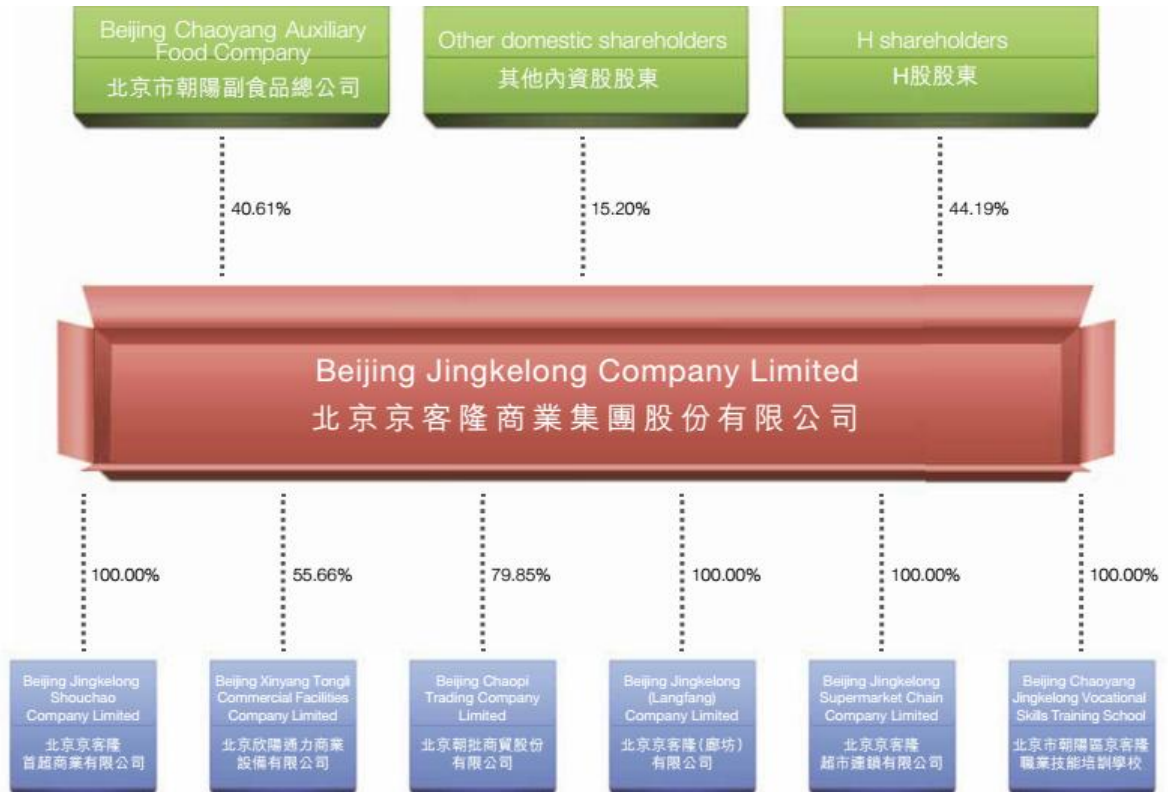 Beijing Chaoyang Auxiliary
Food Company
北京市朝陽副食品總公司
Other domestic shareholders
其他內資股股東
H shareholders
H股股東
40.61%
15.20%
44.19%
Beijing Jingkelong Company Limited
北京京客隆商業集團股份有限公司
100.00%
55.66%
79.85%
100.00%
100.00%
100.00%
Beijing Jingkelong
Shouchao
Company Limited
北京京客隆
首超商業有限公司
Beijing Xinyang Tongli
Commercial Facilities
Company Limited
北京欣陽通力商業
設備有限公司
Beijing Chaopi
Trading Company
Limited
北京朝批商貿股份
有限公司
Beijing Jingkelong
(Langfang)
Company Limited
北京京客隆(廊坊)
有限公司
Beijing Jingkelong
Supermarket Chain
Company Limited
北京京客隆
超市連鎖有限公司
Beijing Chaoyang
Jingkelong Vocational
Skills Training School
北京市朝陽區京客隆
職業技能培訓學校